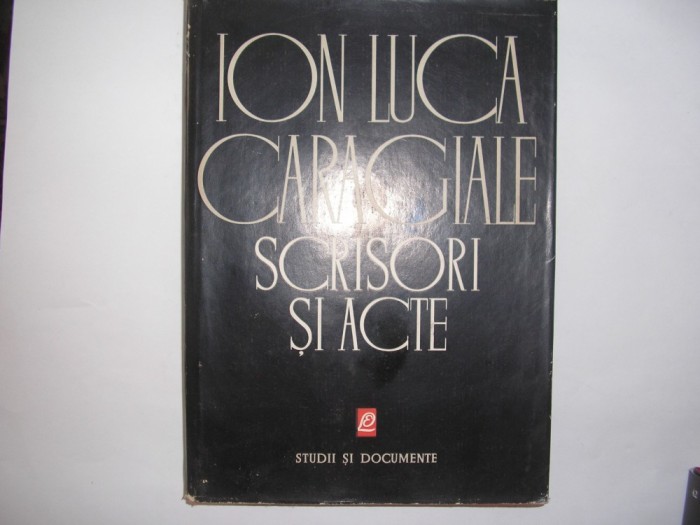 ION LUCA
CARAGIALE
SCRISORI
ȘI ACTE
STUDII ȘI DOCUMENTE